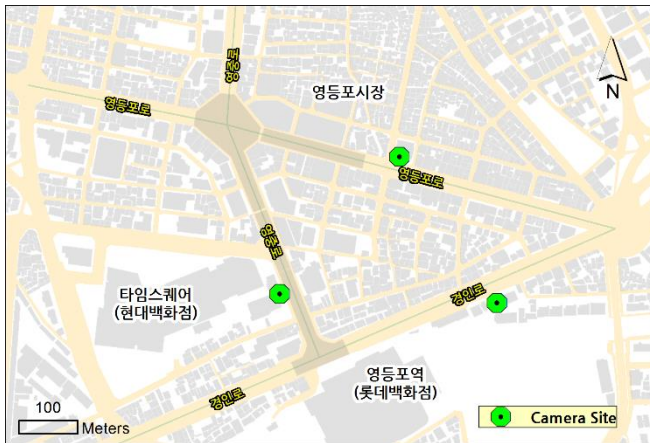 영중로
영등포시장
N
영등포로
영등포로
영중로
타임스퀘어
(현대백화점)
경인로
영등포역
(롯데백화점)
경인로
100
Meters
Camera Site